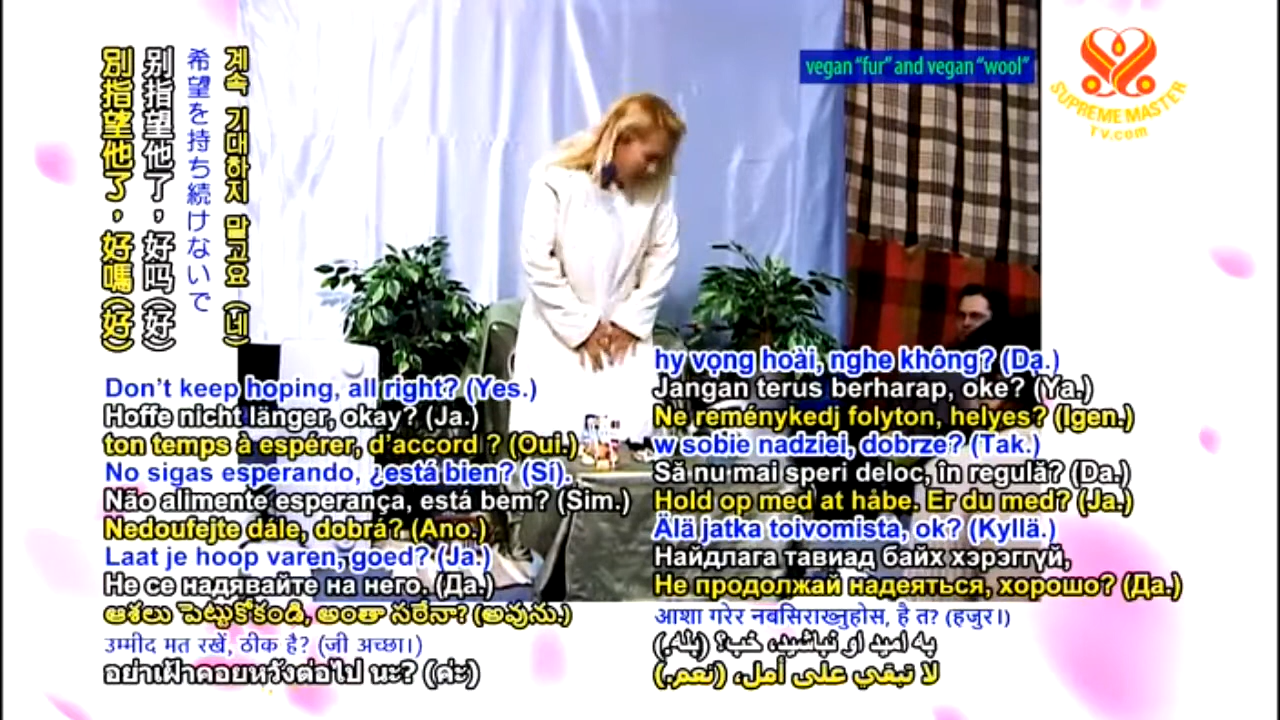 別指望他了，好嗎(好)
别指望他了，好吗(好)
希望を持ち続けないで
계속 기대하지 말고요 (네)
vegan “fur” and vegan “wool”
SUPREME MASTER
TV.com
Don’t keep hoping, all right? (Yes.)
Hoffe nicht länger, okay? (Ja.)
ton temps à espérer, d’accord ? (Oui.)
No sigas esperando, ¿está bien? (Sí).
Não alimente esperança, está bem? (Sim.)
Nedoufejte dále, dobrá? (Ano.)
Laat je hoop varen, goed? (Ja.)
Не се надявайте на него. (Да.)
ఆశలు పెట్టుకోకండి, అంతా సరేనా? (అవును.)
उम्मीद मत रखें, ठीक है? (जी अच्छा।)
อย่าเฝ้าคอยหวังต่อไป นะ? (ค่ะ)
hy vọng hoài, nghe không? (Dạ.)
Jangan terus berharap, oke? (Ya.)
Ne reménykedj folyton, helyes? (Igen.)
w sobie nadziei, dobrze? (Tak.)
Să nu mai speri deloc, în regulă? (Da.)
Hold op med at håbe. Er du med? (Ja.)
Älä jatka toivomista, ok? (Kyllä.)
Найдлага тавиад байх хэрэггүй,
Не продолжай надеяться, хорошо? (Да.)
आशा गरेर नबसिराख्नुहोस, है त? (हजुर।)
به امید او نباشید، خب؟ (بله.)
لا تبقي على أمل، (نعم.)